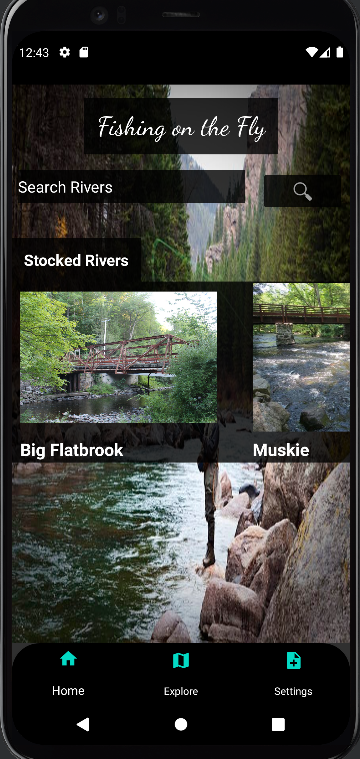 12:43
Fishing on the Fly
Search Rivers
Stocked Rivers
Big Flatbrook
Muskie
Home
Explore
Settings